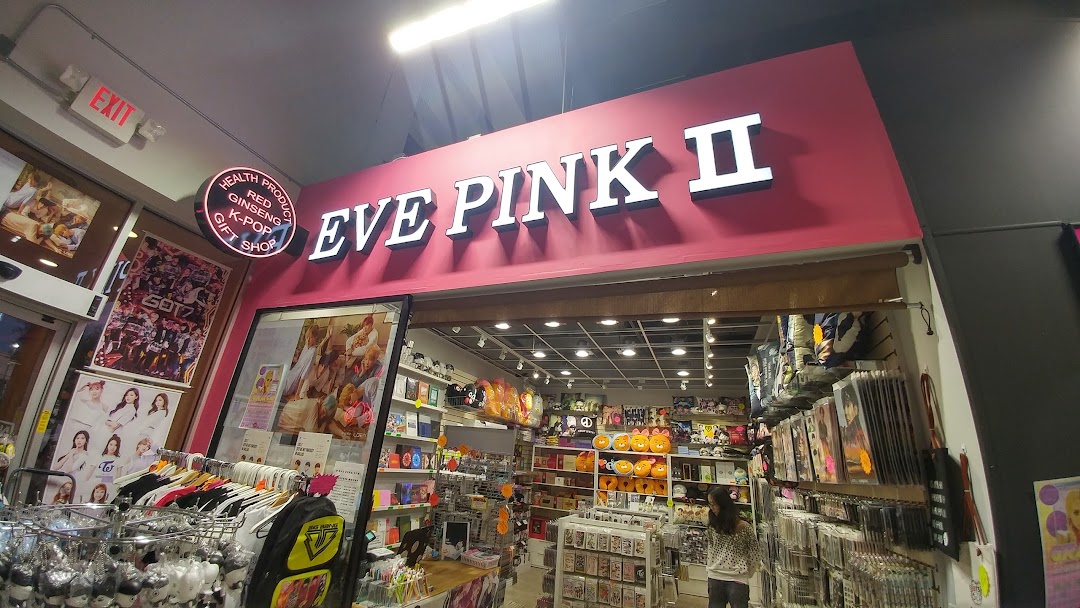 EXIT
HEALTH PRODUCT
RED
GINSENG
K-POP
GIFT SHOP
EVE PINK II
GOT7